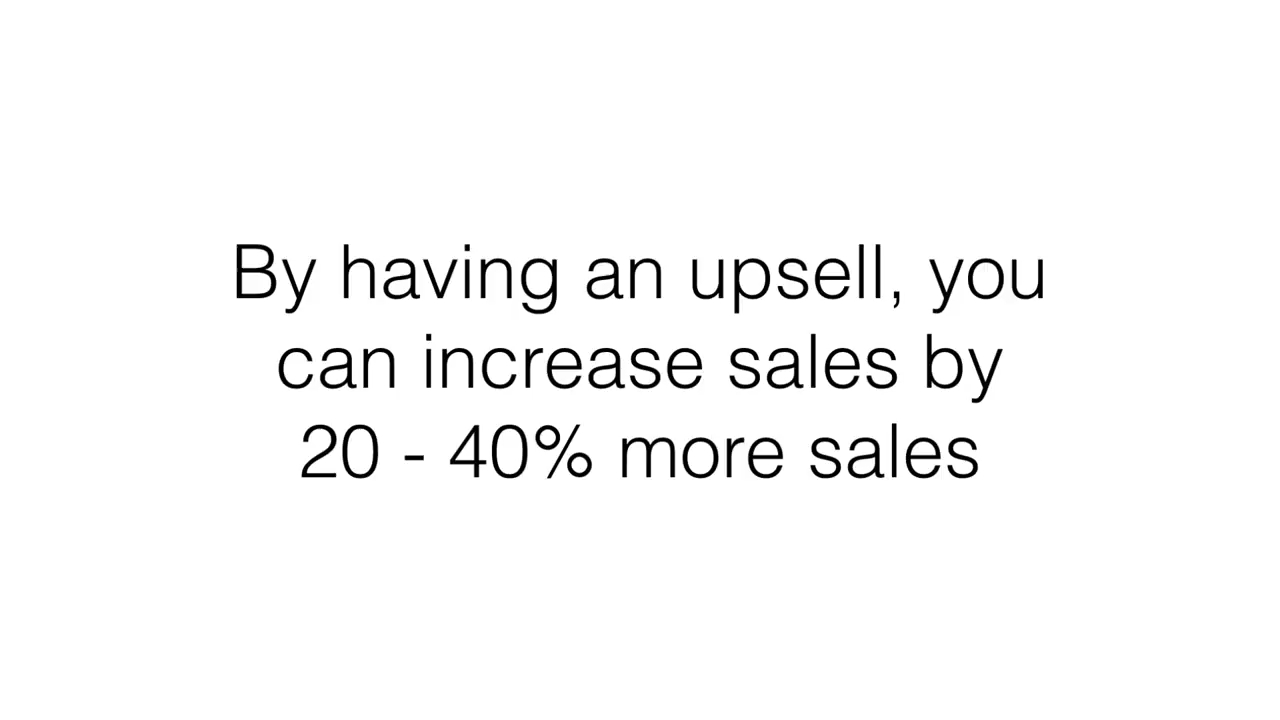 By having an upsell, you
can increase sales by
20 - 40% more sales